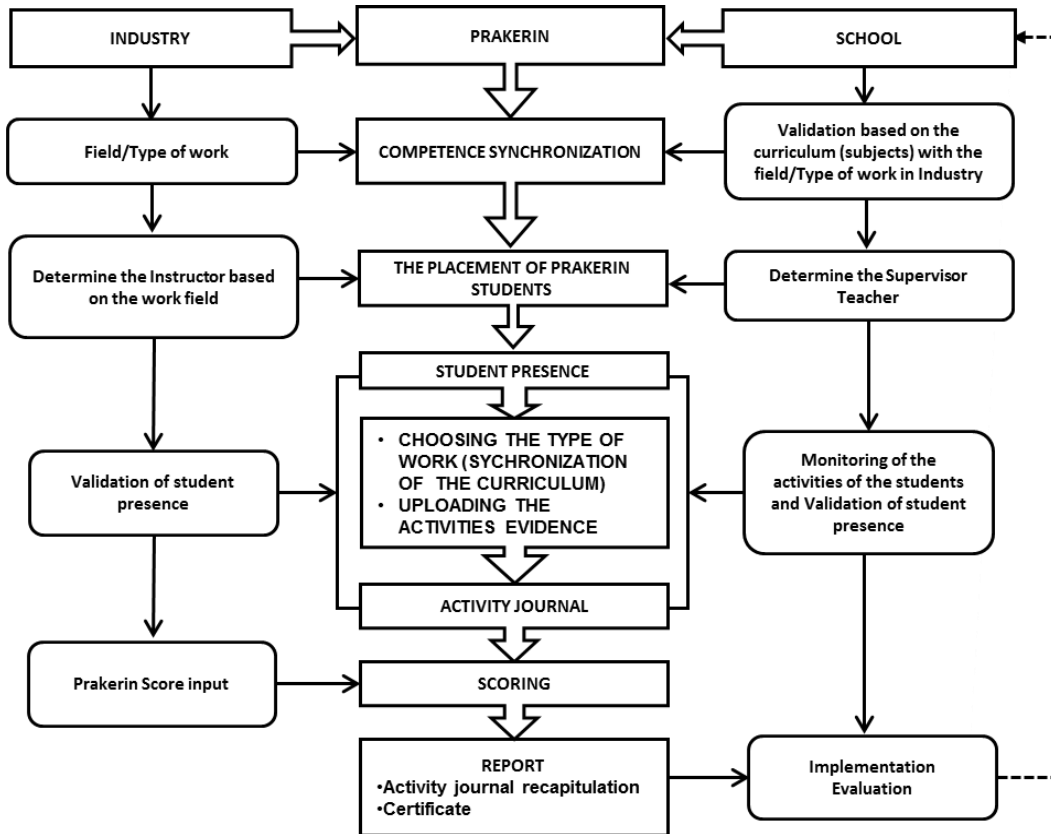 INDUSTRY
PRAKERIN
SCHOOL
Field/Type of work
COMPETENCE SYNCHRONIZATION
Validation based on the
curriculum (subjects) with the
field/Type of work in Industry
Determine the Instructor based
on the work field
THE PLACEMENT OF PRAKERIN
STUDENTS
Determine the Supervisor
Teacher
STUDENT PRESENCE
• CHOOSING THE TYPE OF
WORK (SYCHRONIZATION
OF THE CURRICULUM)
• UPLOADING THE
ACTIVITIES EVIDENCE
Validation of student
presence
Monitoring of the
activities of the students
and Validation of student
presence
ACTIVITY JOURNAL
Prakerin Score input
SCORING
REPORT
•Activity journal recapitulation
•Certificate
Implementation
Evaluation